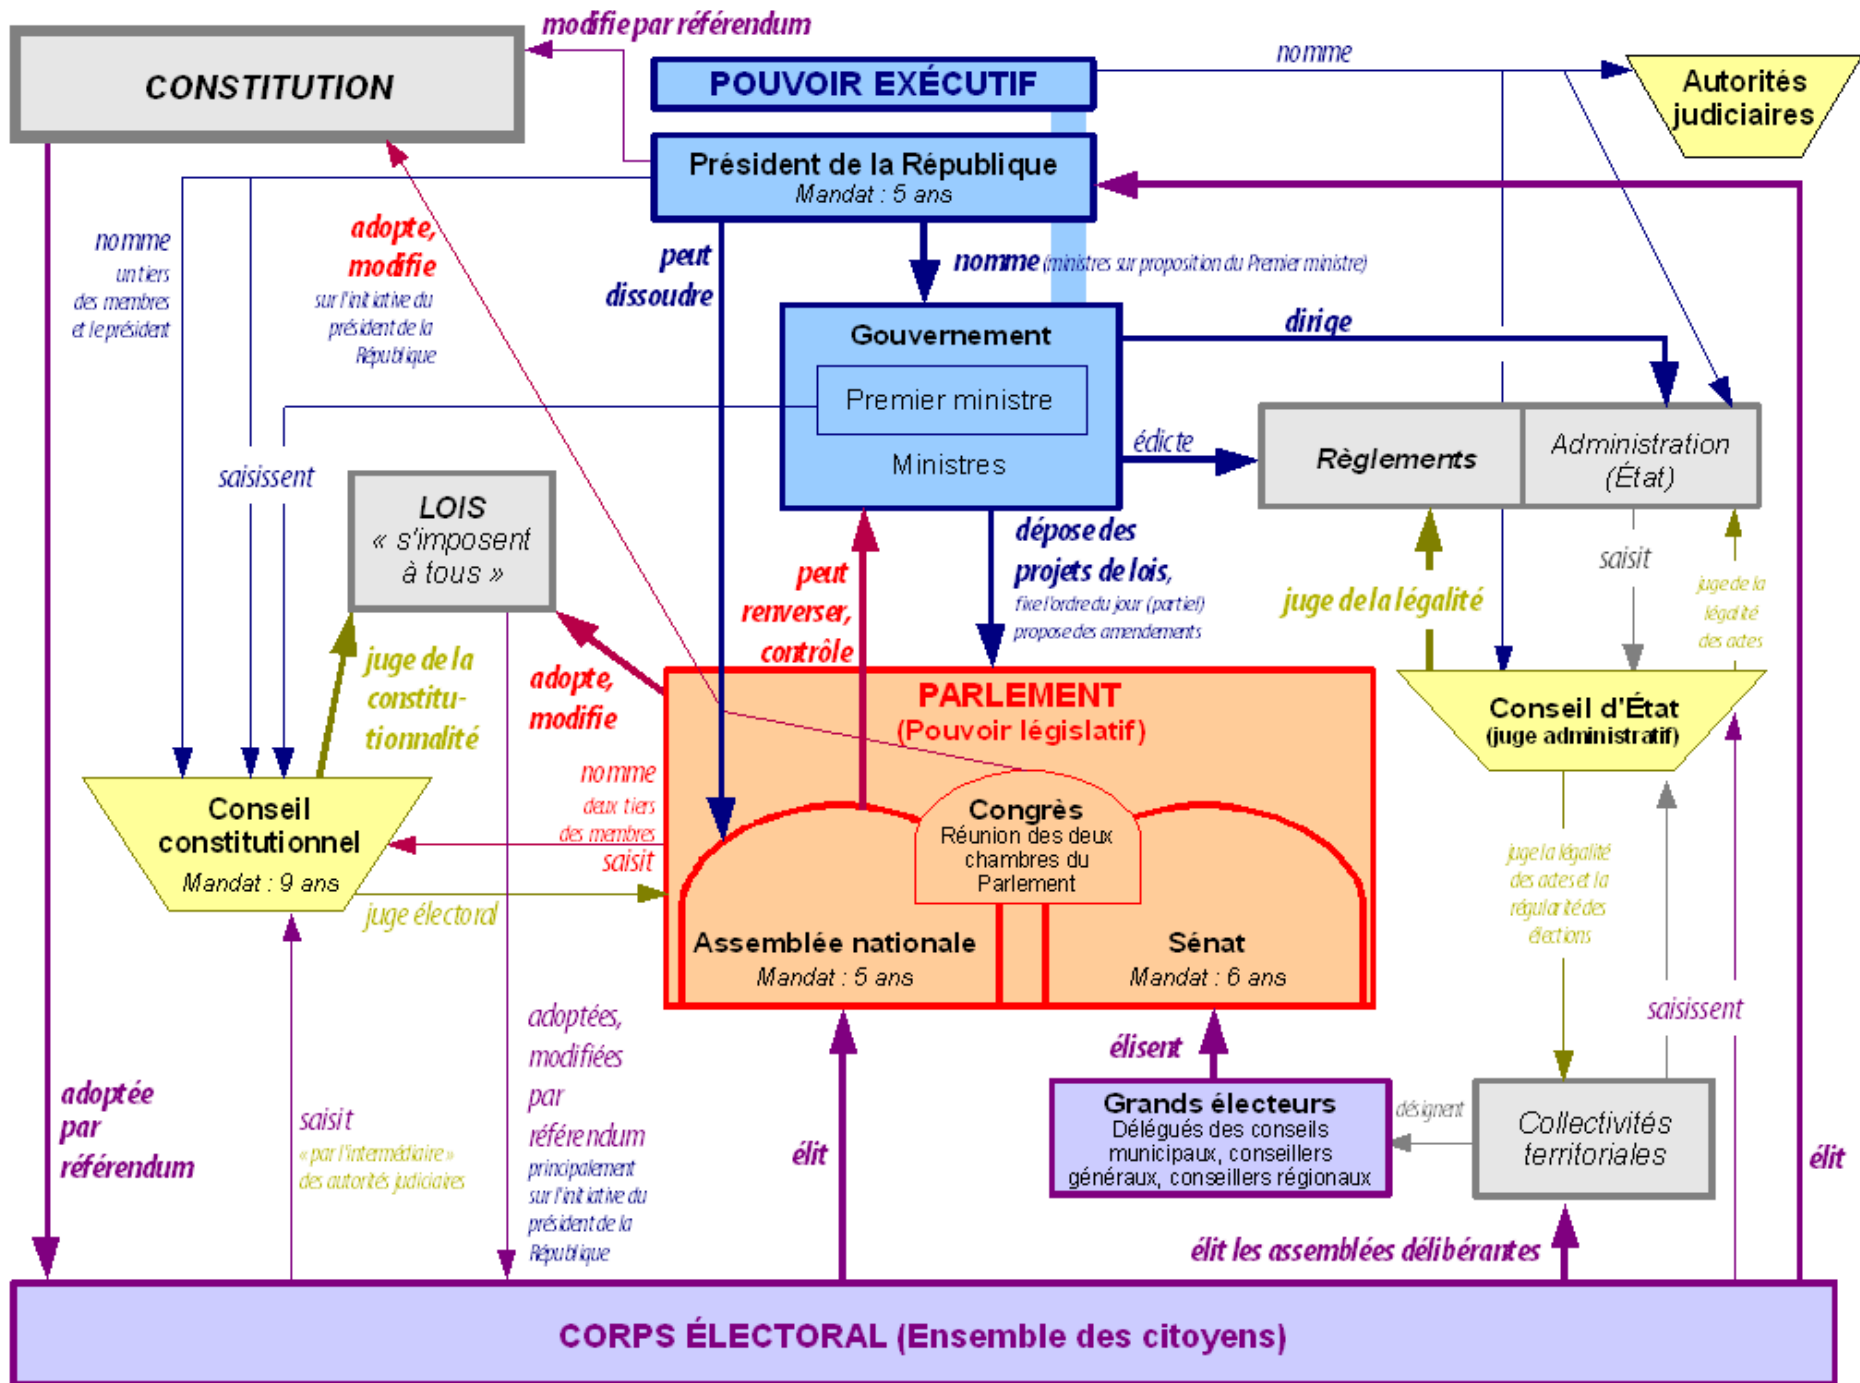 modifie par référendum
CONSTITUTION
POUVOIR EXÉCUTIF
nomme
Autorités
judiciaires
Président de la République
Mandat : 5 ans
nomme
un tiers
des membres
et le président
adopte,
modifie
sur l'initiative du
président de la
République
peut
dissoudre
nomme (ministres sur proposition du Premier ministre)
Gouvernement
Premier ministre
Ministres
dirige
édicte
Règlements
Administration
(État)
saisissent
LOIS
« s'imposent
à tous »
juge de la
constitu-
tionnalité
adopte,
modifie
peut
renverser,
contrôle
dépose des
projets de lois,
fixe l'ordre du jour (partiel)
propose des amendements
juge de la légalité
saisit
juge de la
légalité
des actes
PARLEMENT
(Pouvoir législatif)
Conseil d'État
(juge administratif)
Conseil
constitutionnel
Mandat : 9 ans
nomme
deux tiers
des membres
saisit
juge électoral
Congrès
Réunion des deux
chambres du
Parlement
Assemblée nationale
Mandat : 5 ans
Sénat
Mandat : 6 ans
juge la légalité
des actes et la
régularité des
élections
saisissent
adoptée
par
référendum
saisit
« par l'intermédiaire »
des autorités judiciaires
adoptées,
modifiées
par
référendum
principalement
sur l'initiative du
président de la
République
élit
élisent
Grands électeurs
Délégués des conseils
municipaux, conseillers
généraux, conseillers régionaux
désignent
Collectivités
territoriales
élit
élit les assemblées délibérantes
CORPS ÉLECTORAL (Ensemble des citoyens)